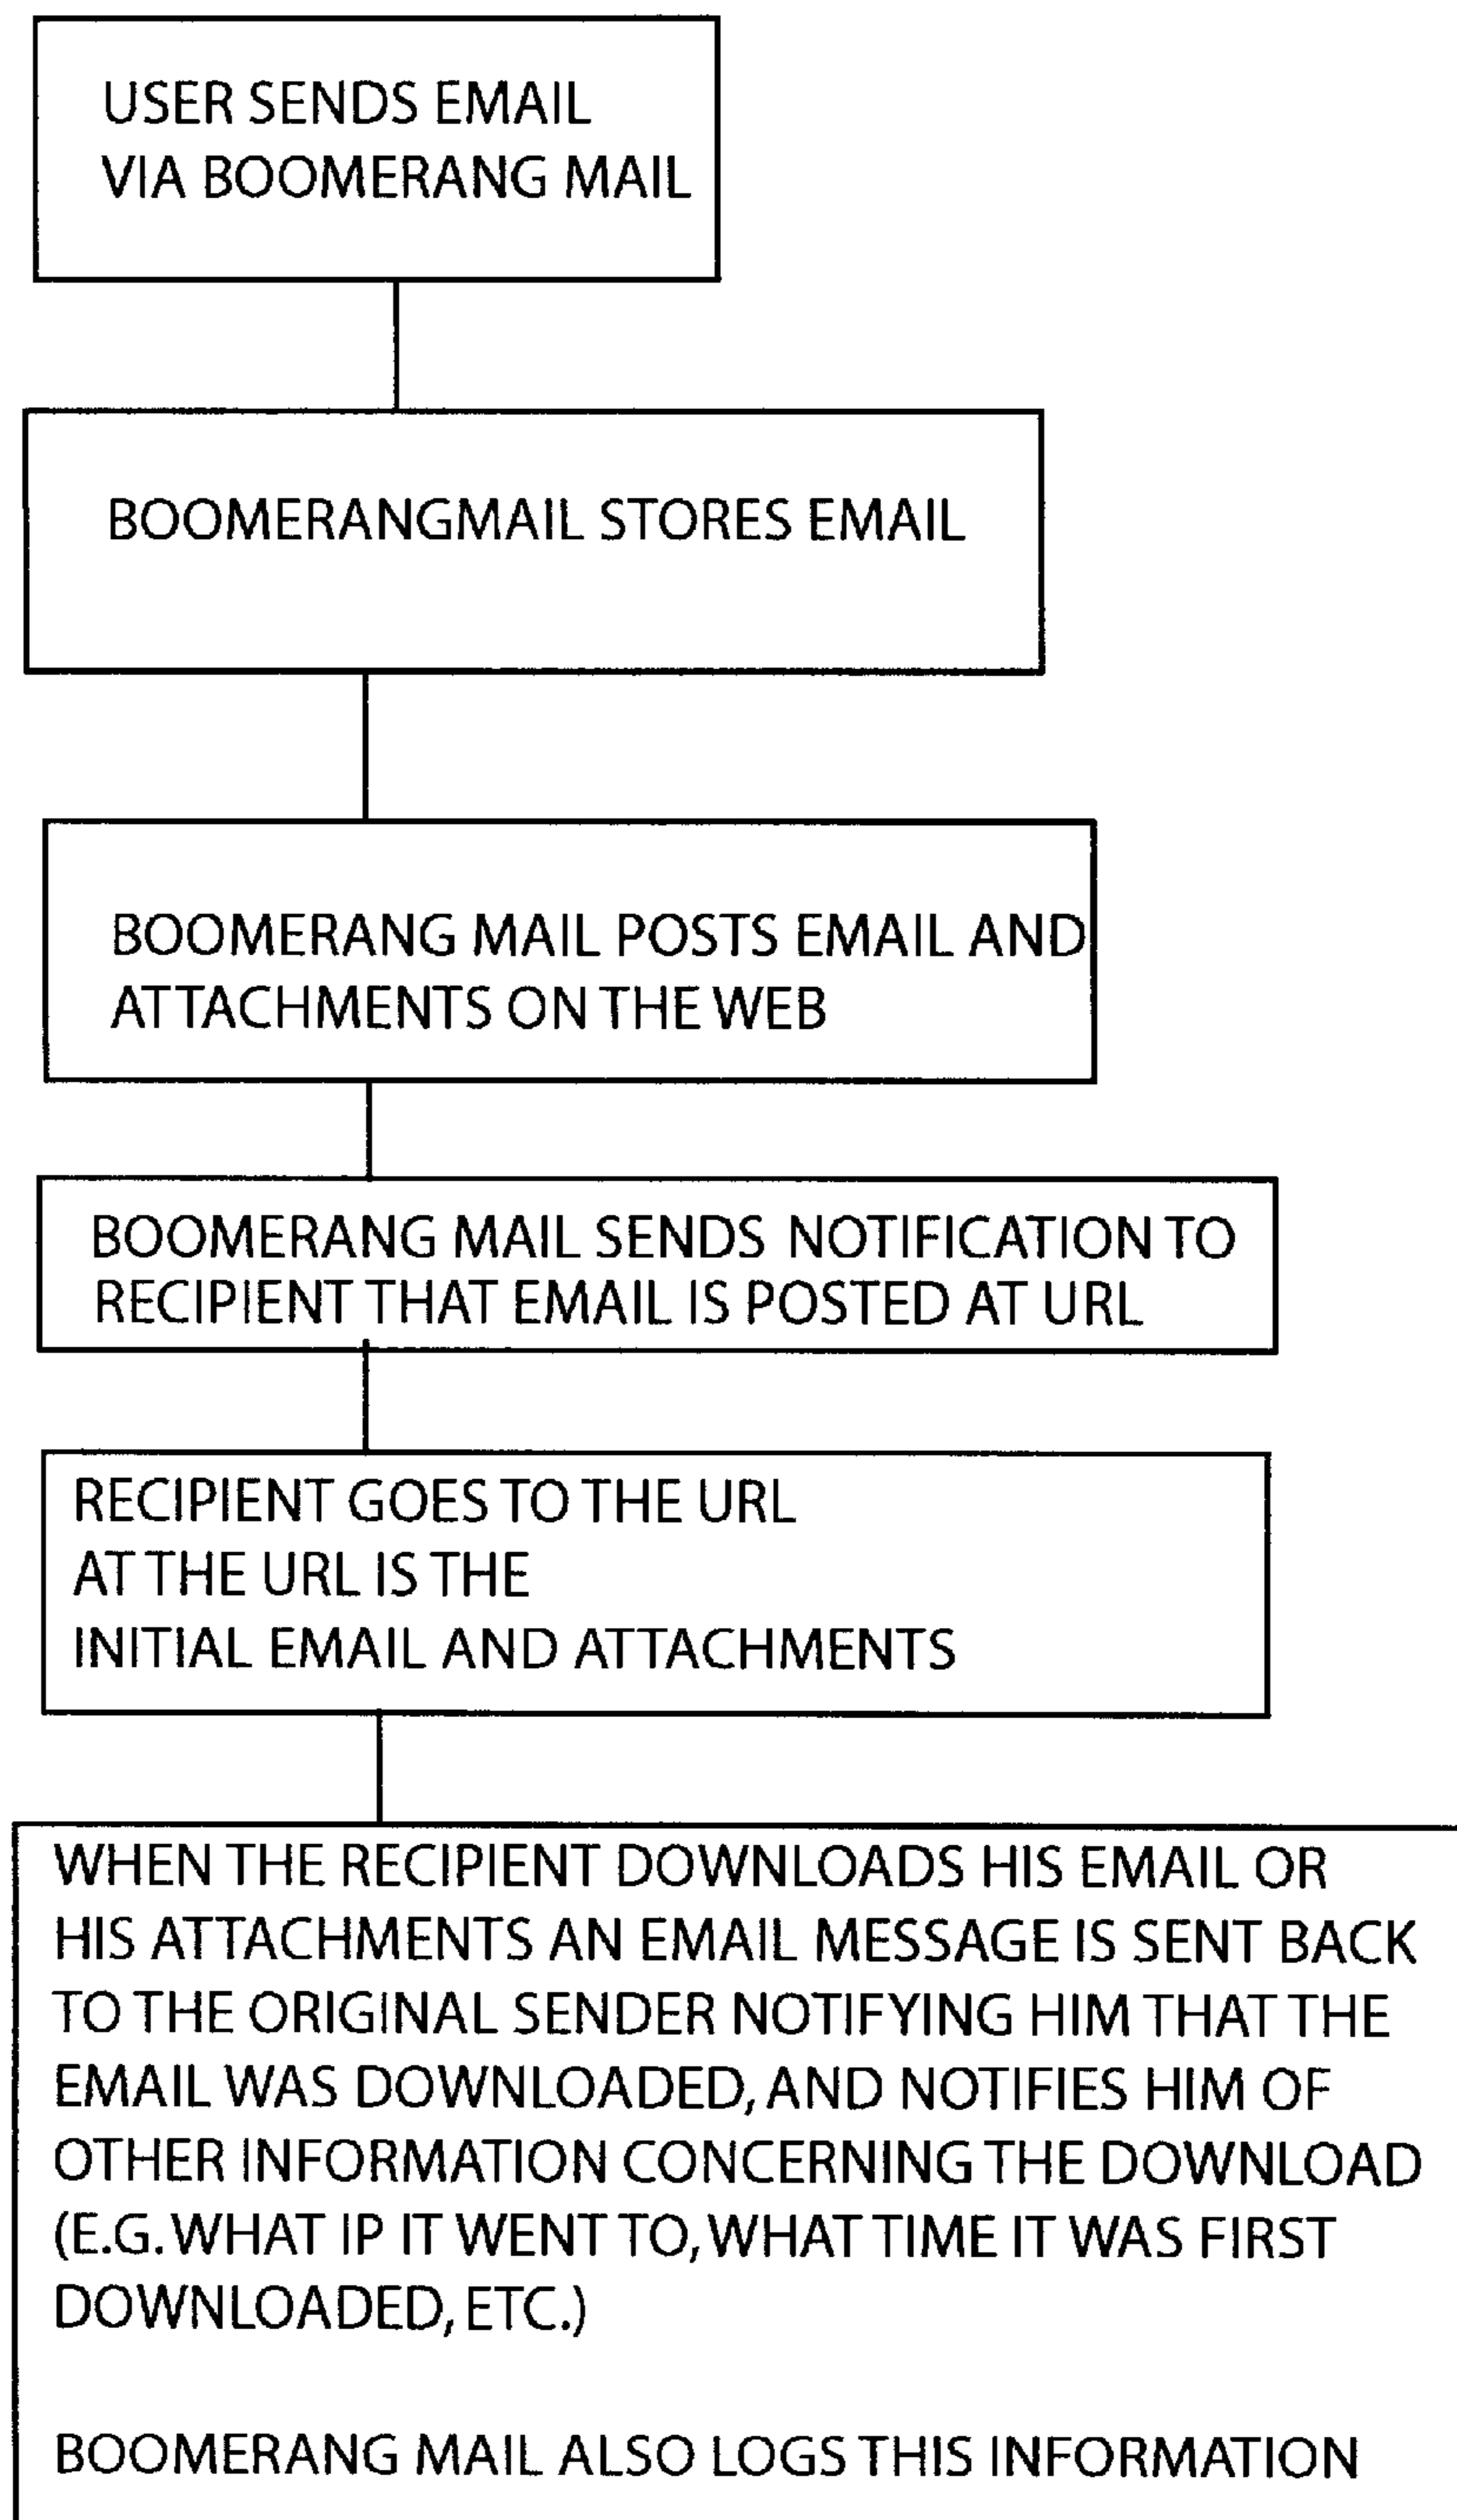 USER SENDS EMAIL
VIA BOOMERANG MAIL
BOOMERANGMAIL STORES EMAIL
BOOMERANG MAIL POSTS EMAIL AND
ATTACHMENTS ON THE WEB
BOOMERANG MAIL SENDS NOTIFICATION TO
RECIPIENT THAT EMAIL IS POSTED AT URL
RECIPIENT GOES TO THE URL
AT THE URL IS THE
INITIAL EMAIL AND ATTACHMENTS
WHEN THE RECIPIENT DOWNLOADS HIS EMAIL OR
HIS ATTACHMENTS AN EMAIL MESSAGE IS SENT BACK
TO THE ORIGINAL SENDER NOTIFYING HIM THAT THE
EMAIL WAS DOWNLOADED, AND NOTIFIES HIM OF
OTHER INFORMATION CONCERNING THE DOWNLOAD
(E.G. WHAT IP IT WENT TO, WHAT TIME IT WAS FIRST
DOWNLOADED, ETC.)
BOOMERANG MAIL ALSO LOGS THIS INFORMATION